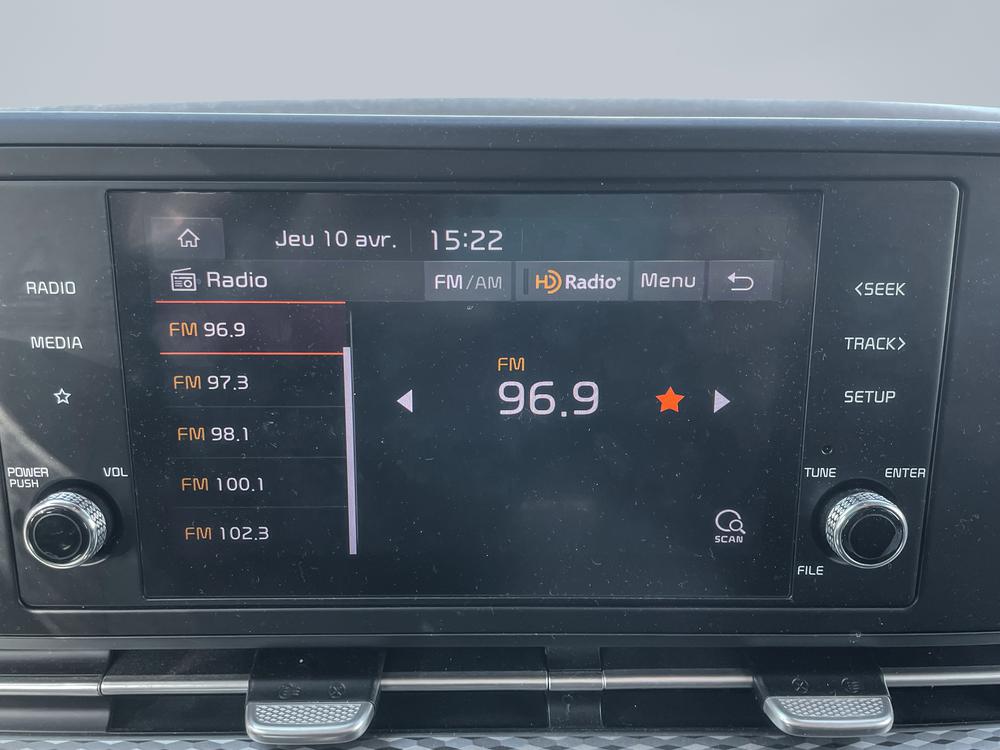 Jeu 10 avr. 15:22
Radio FM/AM HD Radio Menu
FM 96.9
FM 97.3
FM 98.1
FM 100.1
FM 102.3
FM
96.9
SCAN
RADIO
MEDIA
POWER
PUSH
VOL
<SEEK
TRACK>
SETUP
TUNE
ENTER
FILE